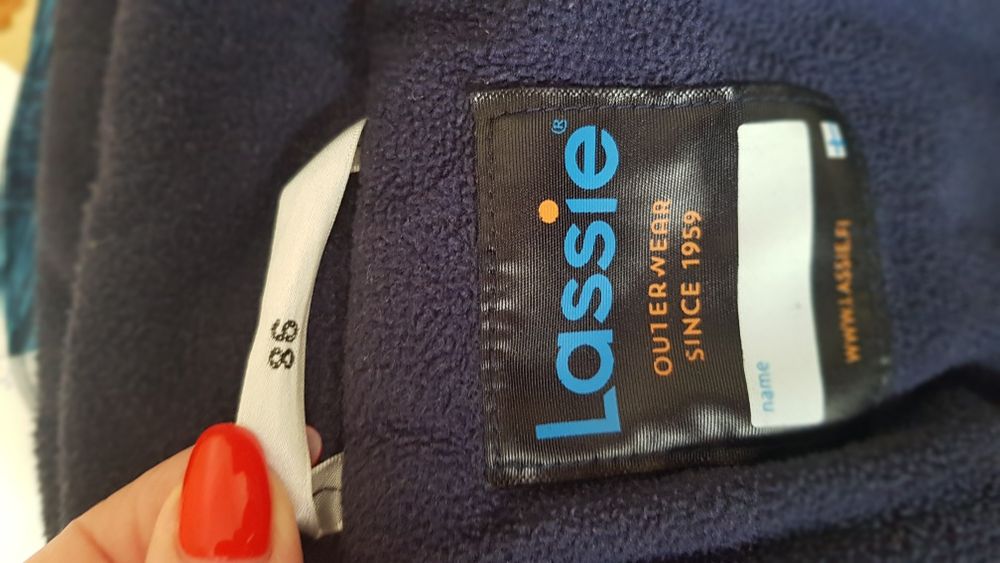 86
Lassie®
OUTERWEAR
SINCE 1959
name
WWW.LASSIE.FI